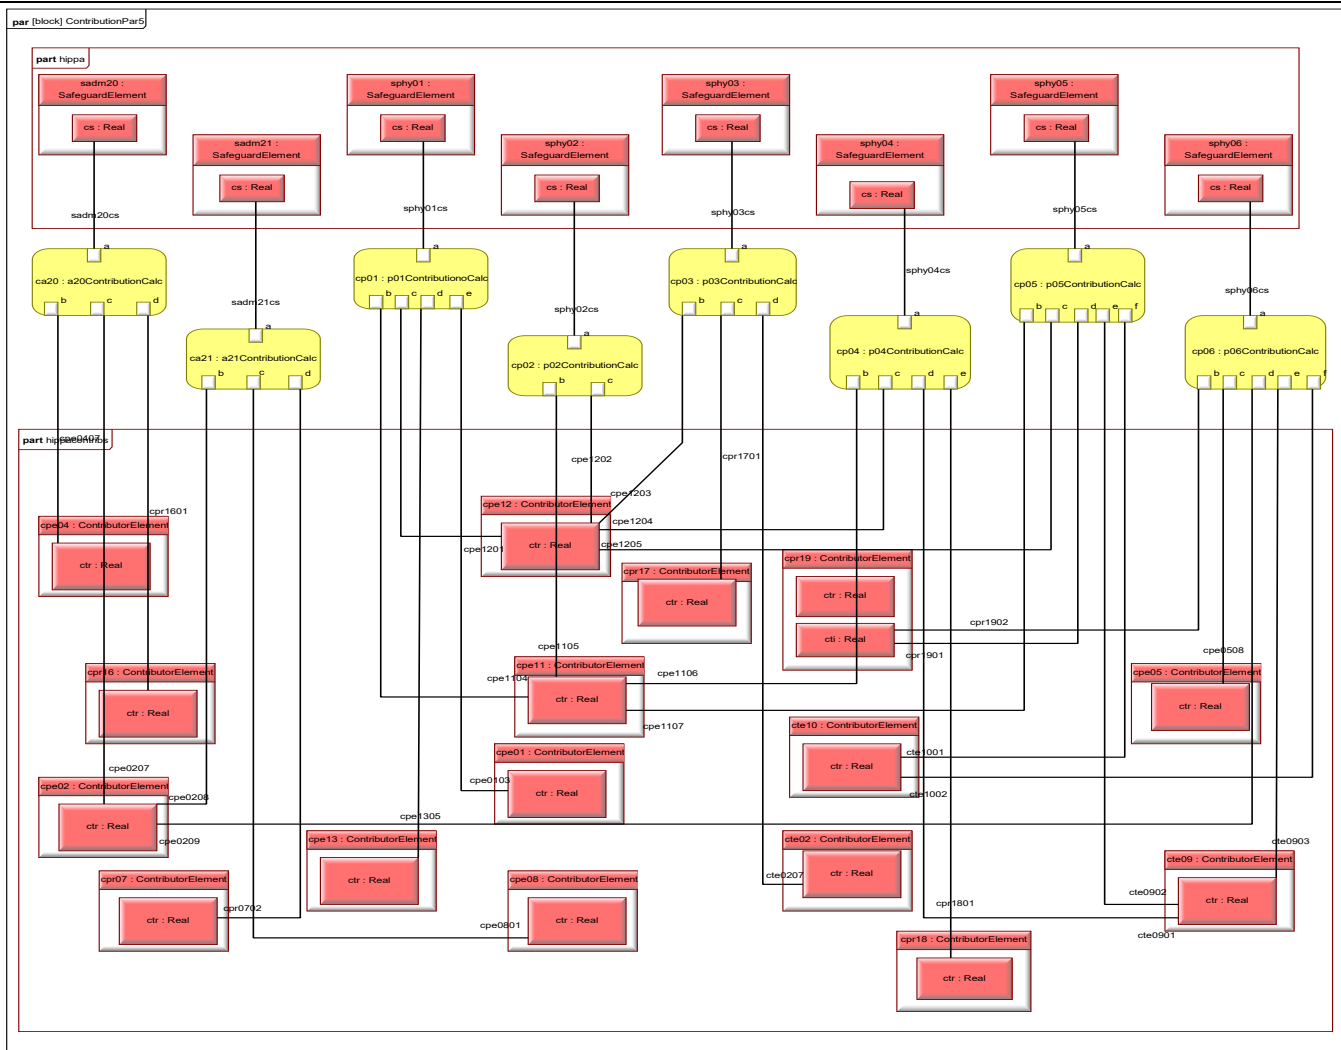 par [block] ContributionPar5
part hippa
sadm20 :
SafeguardElement
cs : Real
sphy01 :
SafeguardElement
cs : Real
sphy03 :
SafeguardElement
cs : Real
sphy05 :
SafeguardElement
cs : Real
sadm21 :
SafeguardElement
cs : Real
sphy02 :
SafeguardElement
cs : Real
sphy04 :
SafeguardElement
cs : Real
sphy06 :
SafeguardElement
cs : Real
sadm20cs
sphy01cs
sphy03cs
sphy05cs
a
ca20 : a20ContributionCalc
b
c
d
a
cp01 : p01ContributionoCalc
b
c
d
e
a
cp03 : p03ContributionCalc
b
c
d
a
cp05 : p05ContributionCalc
b
c
d
e
f
sadm21cs
sphy02cs
sphy04cs
sphy06cs
a
ca21 : a21ContributionCalc
b
c
d
a
cp02 : p02ContributionCalc
b
c
a
cp04 : p04ContributionCalc
b
c
d
e
a
cp06 : p06ContributionCalc
b
c
d
e
f
part hippacontribs
cpe0407
cpe1202
cpr1701
cpe1203
cpr1601
cpe12 : ContributorElement
ctr : Real
cpe1204
cpe1201
cpe1205
cpe04 : ContributorElement
ctr : Real
cpr17 : ContributorElement
ctr : Real
cpr19 : ContributorElement
ctr : Real
cti : Real
cpr1902
cpr1901
cpe1105
cpe0508
cpr16 : ContributorElement
ctr : Real
cpe11 : ContributorElement
ctr : Real
cpe1104
cpe1106
cpe1107
cpe05 : ContributorElement
ctr : Real
cte10 : ContributorElement
ctr : Real
cte1001
cte1002
cpe01 : ContributorElement
ctr : Real
cpe0103
cpe0207
cpe02 : ContributorElement
ctr : Real
cpe0208
cpe0209
cpe1305
cpe13 : ContributorElement
ctr : Real
cte02 : ContributorElement
ctr : Real
cte0207
cte0903
cte09 : ContributorElement
ctr : Real
cte0902
cte0901
cpr07 : ContributorElement
ctr : Real
cpr0702
cpe08 : ContributorElement
ctr : Real
cpe0801
cpr1801
cpr18 : ContributorElement
ctr : Real